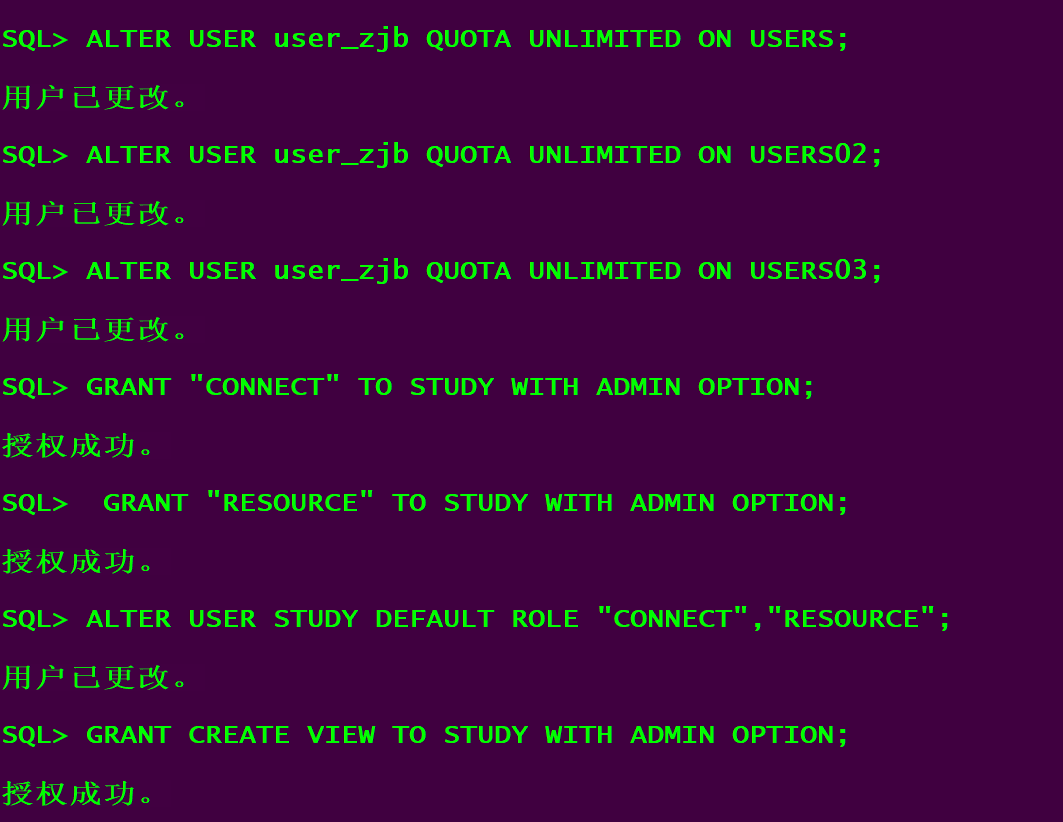 SQL> ALTER USER user_zjb QUOTA UNLIMITED ON USERS;
用户已更改。
SQL> ALTER USER user_zjb QUOTA UNLIMITED ON USERS02;
用户已更改。
SQL> ALTER USER user_zjb QUOTA UNLIMITED ON USERS03;
用户已更改。
SQL> GRANT "CONNECT" TO STUDY WITH ADMIN OPTION;
授权成功。
SQL>  GRANT "RESOURCE" TO STUDY WITH ADMIN OPTION;
授权成功。
SQL> ALTER USER STUDY DEFAULT ROLE "CONNECT","RESOURCE";
用户已更改。
SQL> GRANT CREATE VIEW TO STUDY WITH ADMIN OPTION;
授权成功。